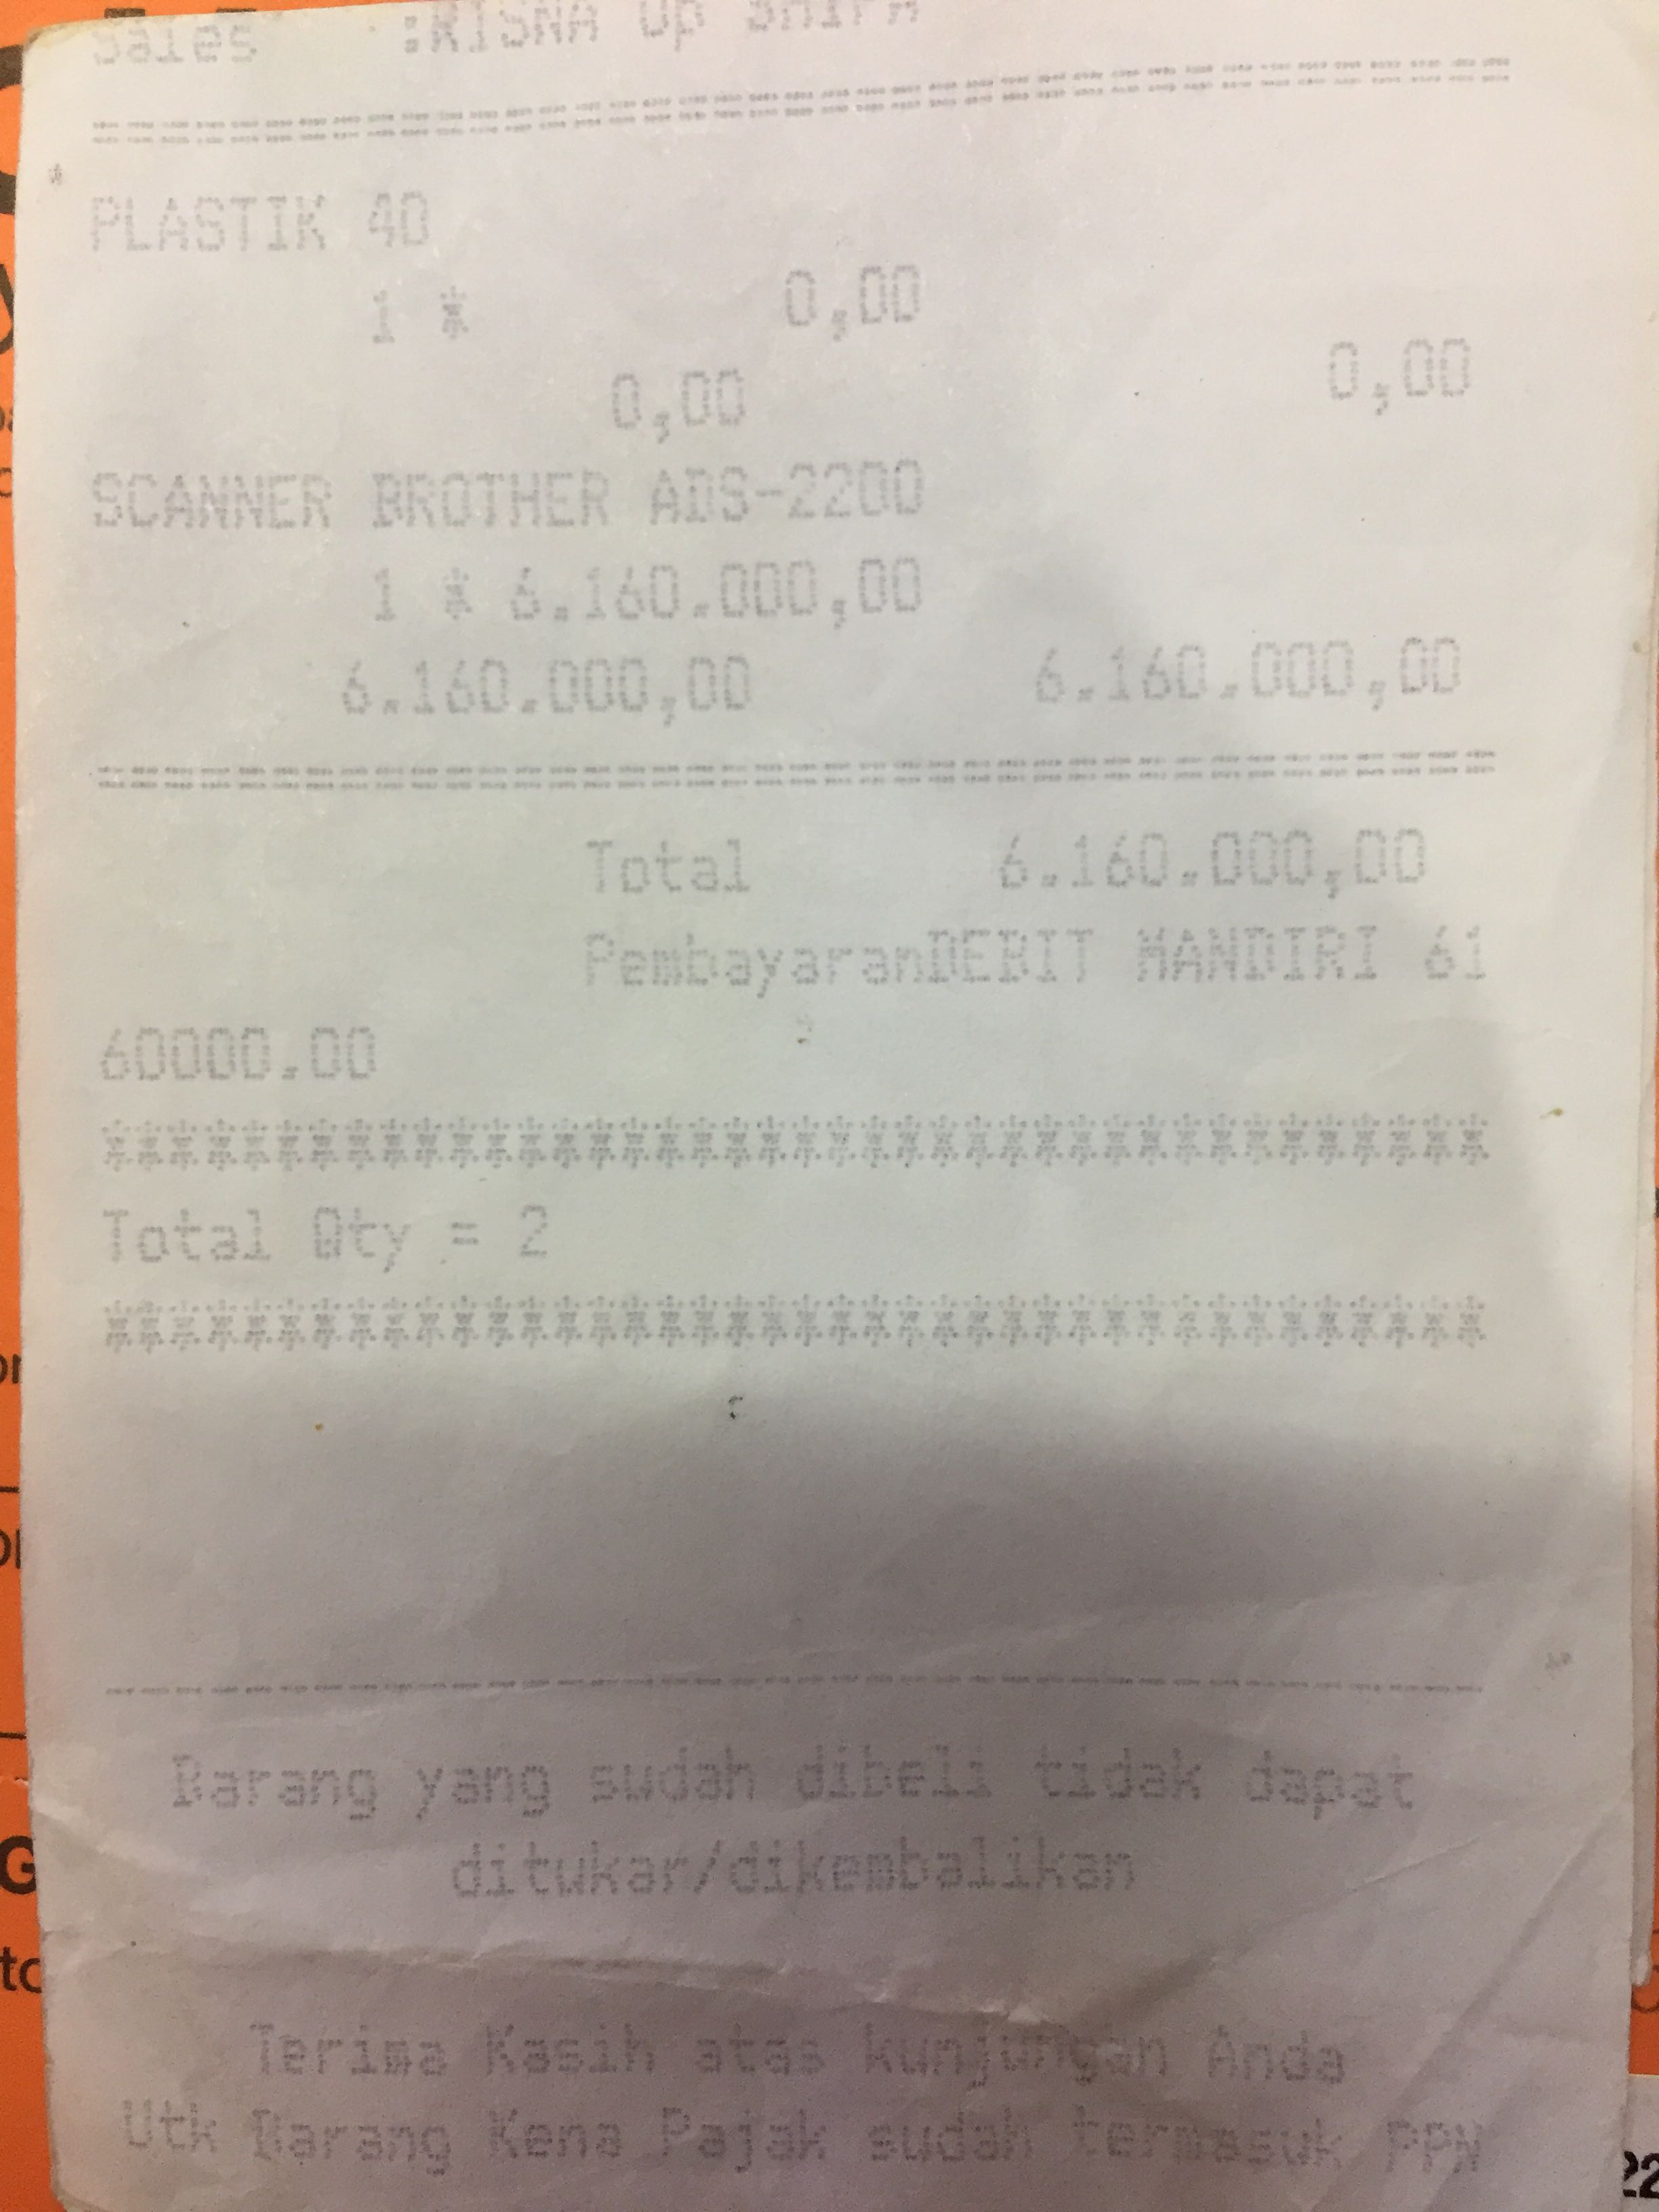 Sales :RISNA Op SHIFA
PLASTIK 40
1 * 0,00
0,00 0,00
SCANNER BROTHER ADS-2200
1 * 6.160.000,00
6.160.000,00 6.160.000,00
Total 6.160.000,00
PembayaranDEBIT MANDIRI 61
60000.00
****************************************
Total Qty = 2
****************************************
Barang yang sudah dibeli tidak dapat
ditukar/dikembalikan
Terima Kasih atas kunjungan Anda
Utk Barang Kena Pajak sudah termasuk PPN